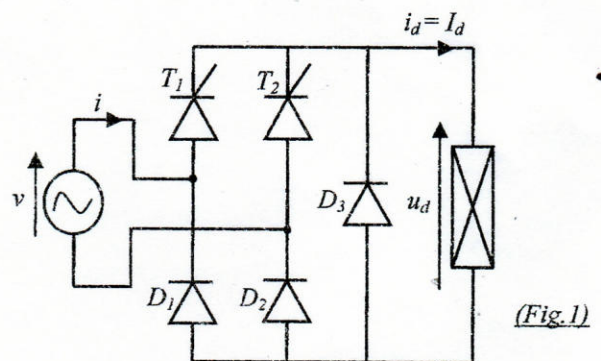 i_d = I_d
T_1 T_2
i
v
D_3
u_d
D_1 D_2
(Fig.1)